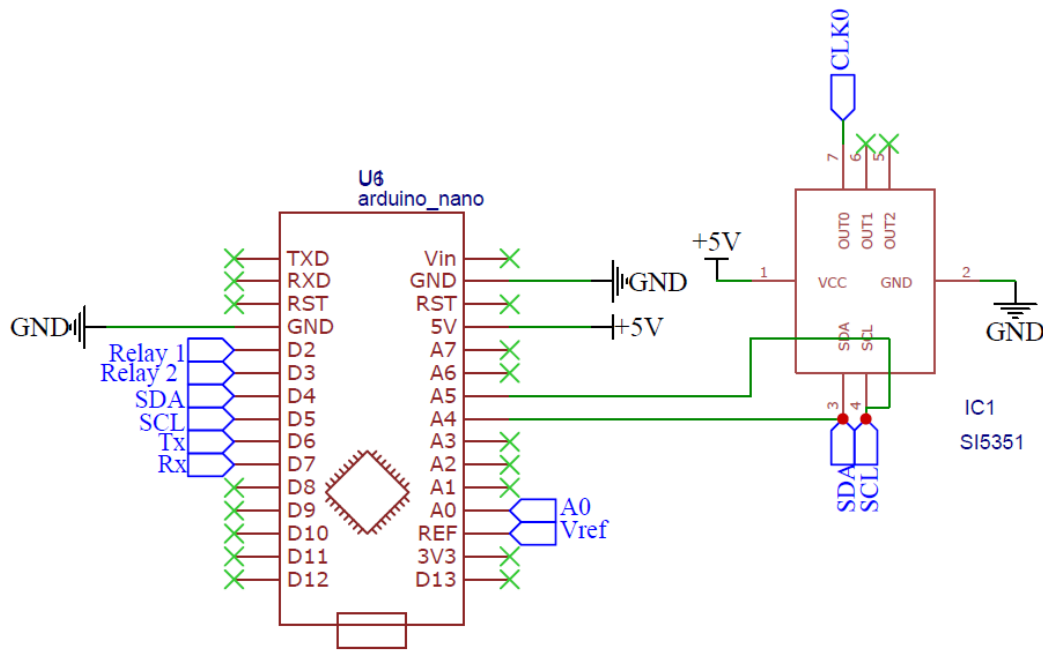 CLK0
7
6
5
OUT0
OUT1
OUT2
+5V
1
VCC
GND
2
GND
SDA
SCL
3
4
IC1
SI5351
SDA
SCL
arduino_nano
TXD
RXD
RST
GND
GND
D2
D3
D4
D5
D6
D7
D8
D9
D10
D11
D12
Relay 1
Relay 2
SDA
SCL
Tx
Rx
Vin
GND
GND
RST
5V
+5V
A7
A6
A5
A4
A3
A2
A1
A0
A0
REF
Vref
3V3
D13